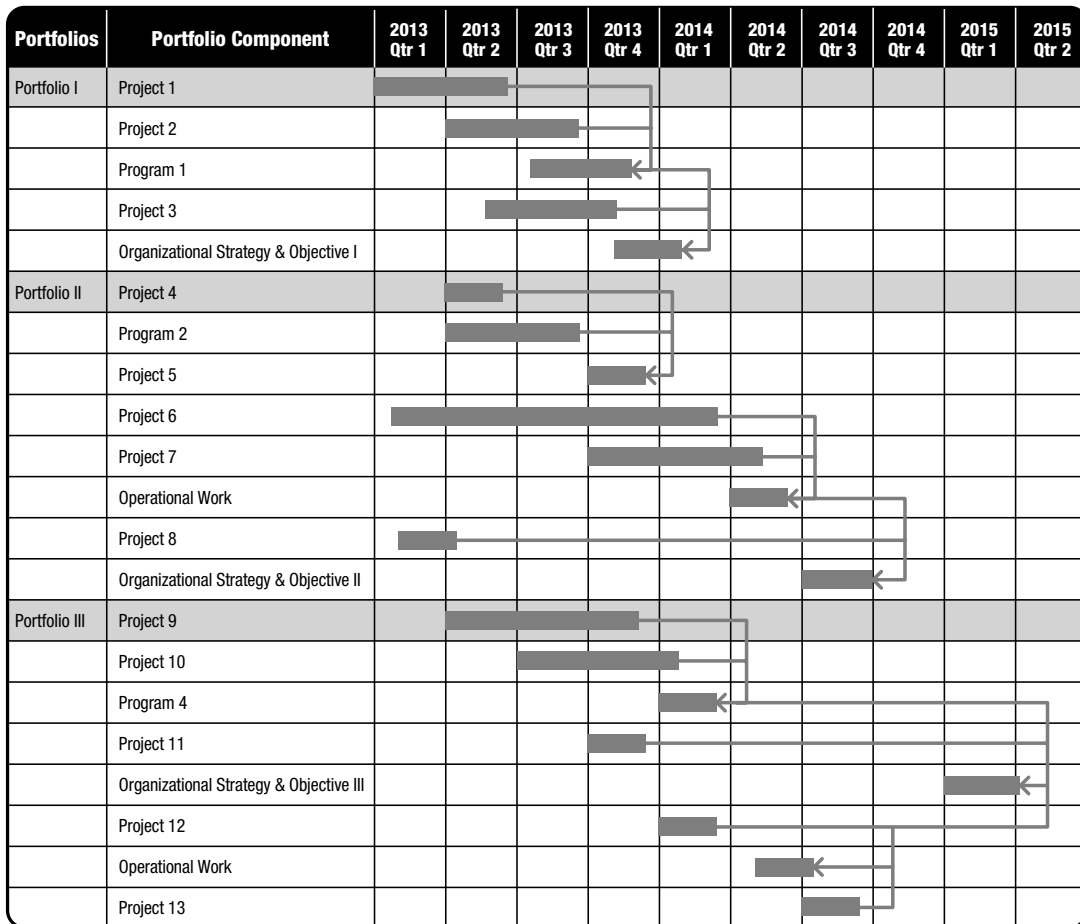 Portfolios Portfolio Component 2013 Qtr 1 2013 Qtr 2 2013 Qtr 3 2013 Qtr 4 2014 Qtr 1 2014 Qtr 2 2014 Qtr 3 2014 Qtr 4 2015 Qtr 1 2015 Qtr 2
Portfolio I Project 1
Project 2
Program 1
Project 3
Organizational Strategy & Objective I
Portfolio II Project 4
Program 2
Project 5
Project 6
Project 7
Operational Work
Project 8
Organizational Strategy & Objective II
Portfolio III Project 9
Project 10
Program 4
Project 11
Organizational Strategy & Objective III
Project 12
Operational Work
Project 13